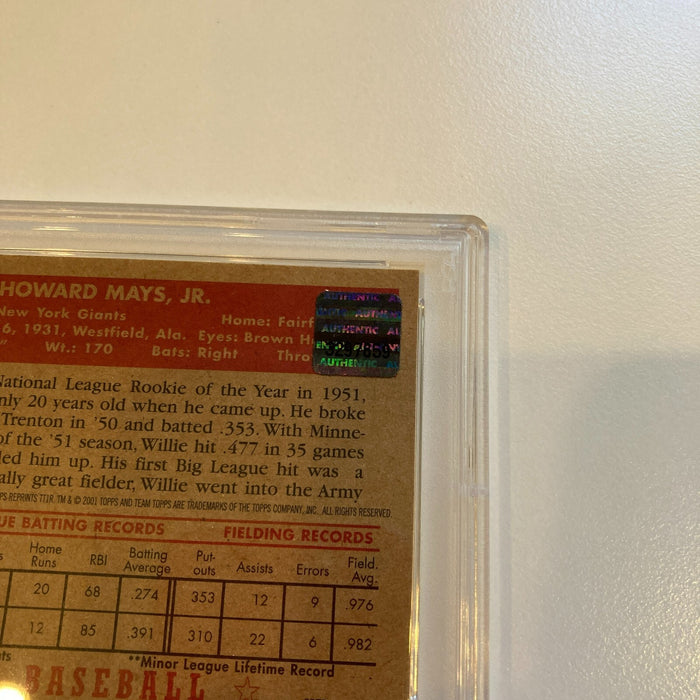 HOWARD MAYS, JR.
New York Giants Home: Fairf
6, 1931, Westfield, Ala. Eyes: Brown H
Wt.: 170 Bats: Right Thro
AUTHENTIC
AUTHENTIC
AUTHENTIC
AUTHENTIC
National League Rookie of the Year in 1951,
nly 20 years old when he came up. He broke
Trenton in '50 and batted .353. With Minne-
of the '51 season, Willie hit .477 in 35 games
led him up. His first Big League hit was a
ally great fielder, Willie went into the Army
PS REPRINTS TT1R. TM & © 2001 TOPPS AND TEAM TOPPS ARE TRADEMARKS OF THE TOPPS COMPANY, INC. ALL RIGHTS RESERVED.
UE BATTING RECORDS FIELDING RECORDS
Home Runs RBI Batting Average Put-outs Assists Errors Field. Avg.
20 68 .274 353 12 9 .976
12 85 .391 310 22 6 .982
**Minor League Lifetime Record
BASEBALL